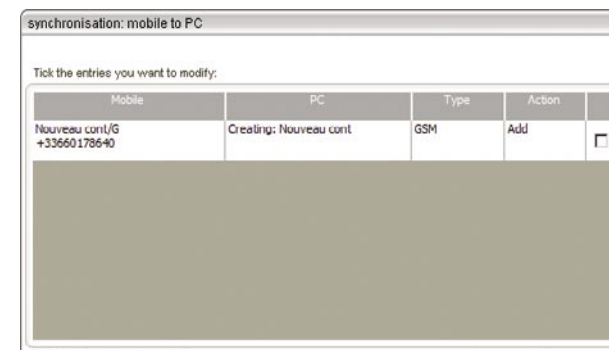 synchronisation: mobile to PC
Tick the entries you want to modify:
Mobile PC Type Action
Nouveau cont/G Creating: Nouveau cont GSM Add
+33660178640